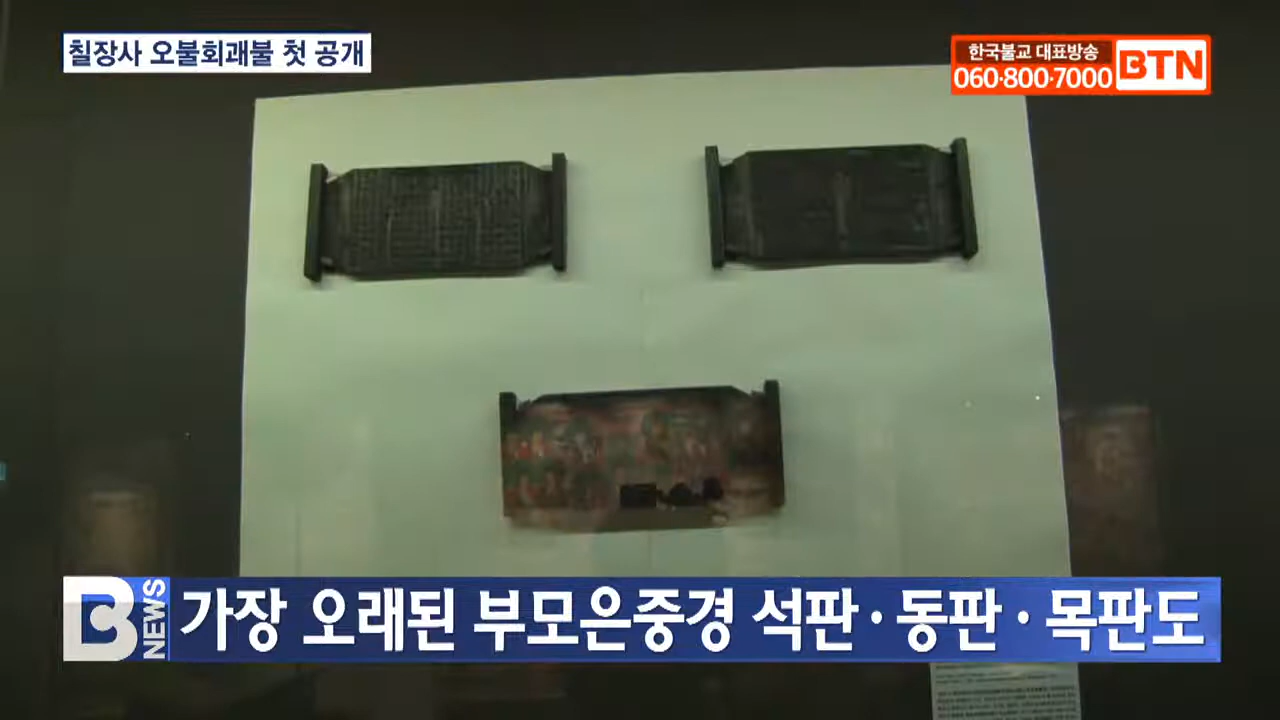 칠장사 오불회괘불 첫 공개
한국불교 대표방송
060·800·7000 BTN
B NEWS
가장 오래된 부모은중경 석판·동판·목판도